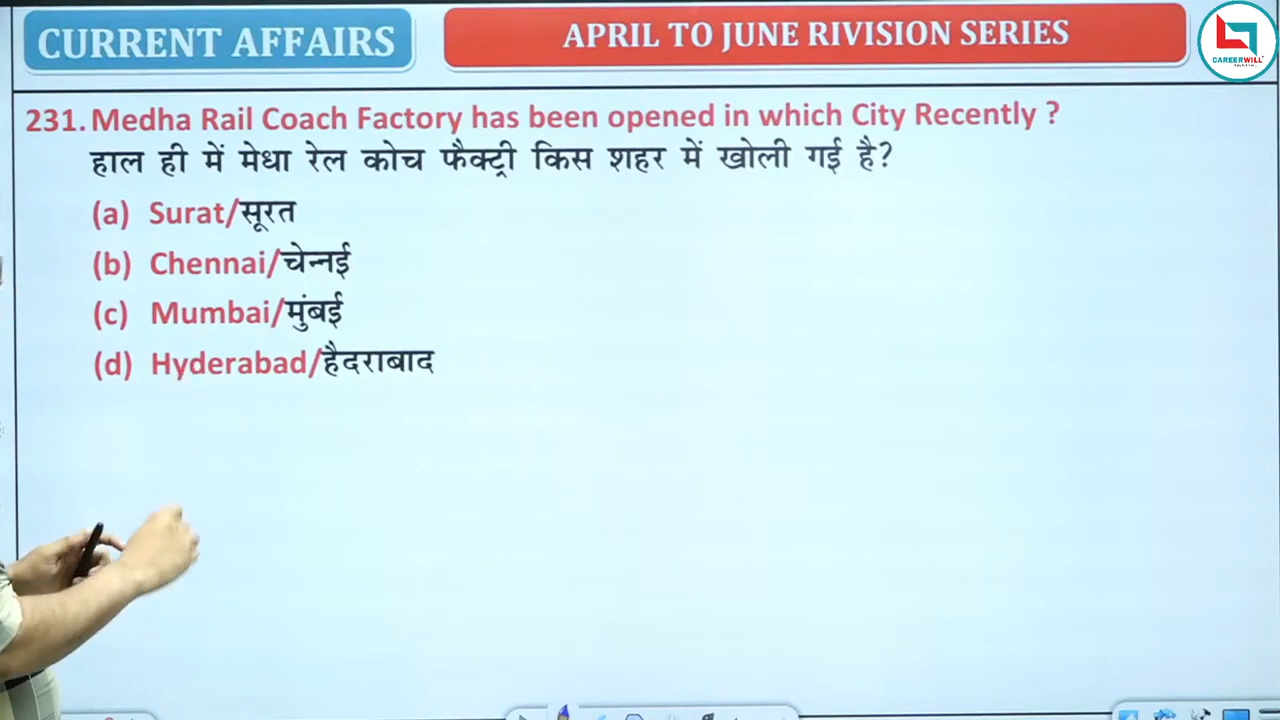 CURRENT AFFAIRS
APRIL TO JUNE RIVISION SERIES
CAREERWILL
231. Medha Rail Coach Factory has been opened in which City Recently ?
हाल ही में मेधा रेल कोच फैक्ट्री किस शहर में खोली गई है?
(a) Surat/सूरत
(b) Chennai/चेन्नई
(c) Mumbai/मुंबई
(d) Hyderabad/हैदराबाद